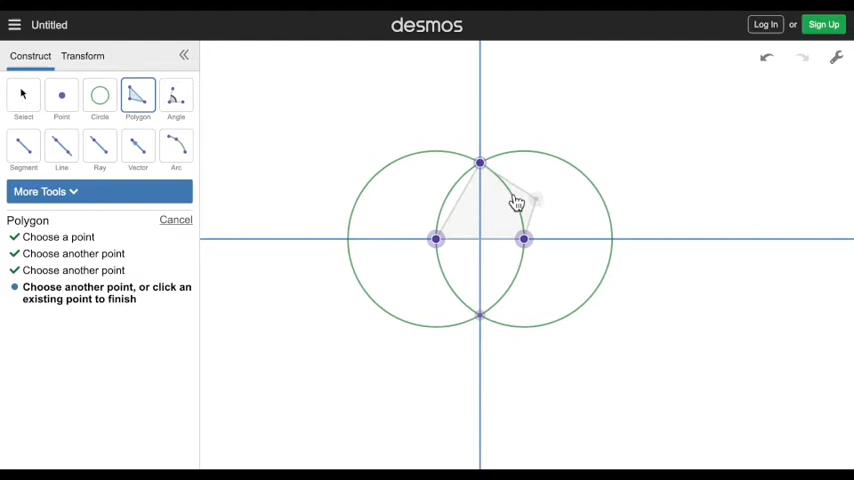 Untitled
desmos
Log In or Sign Up
Construct Transform
Select Point Circle Polygon Angle
Segment Line Ray Vector Arc
More Tools
Polygon Cancel
Choose a point
Choose another point
Choose another point
Choose another point, or click an
existing point to finish